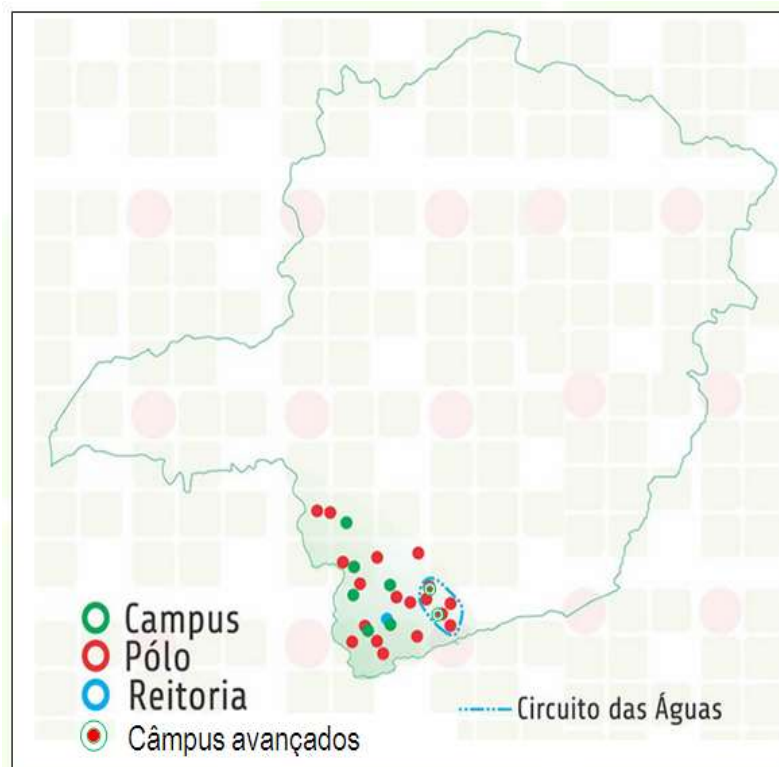 Campus
Pólo
Reitoria
Câmpus avançados
Circuito das Águas